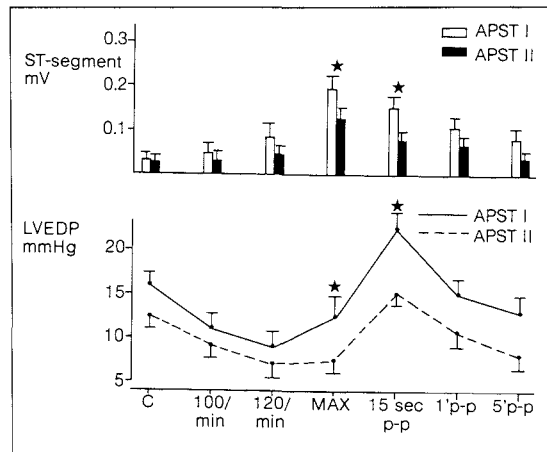 0.3
ST-segment
mV
0.2
0.1
APST I
APST II
★
★
LVEDP
mmHg
20
15
10
5
APST I
APST II
★
★
C
100/
min
120/
min
MAX
15 sec
p-p
1'p-p
5'p-p